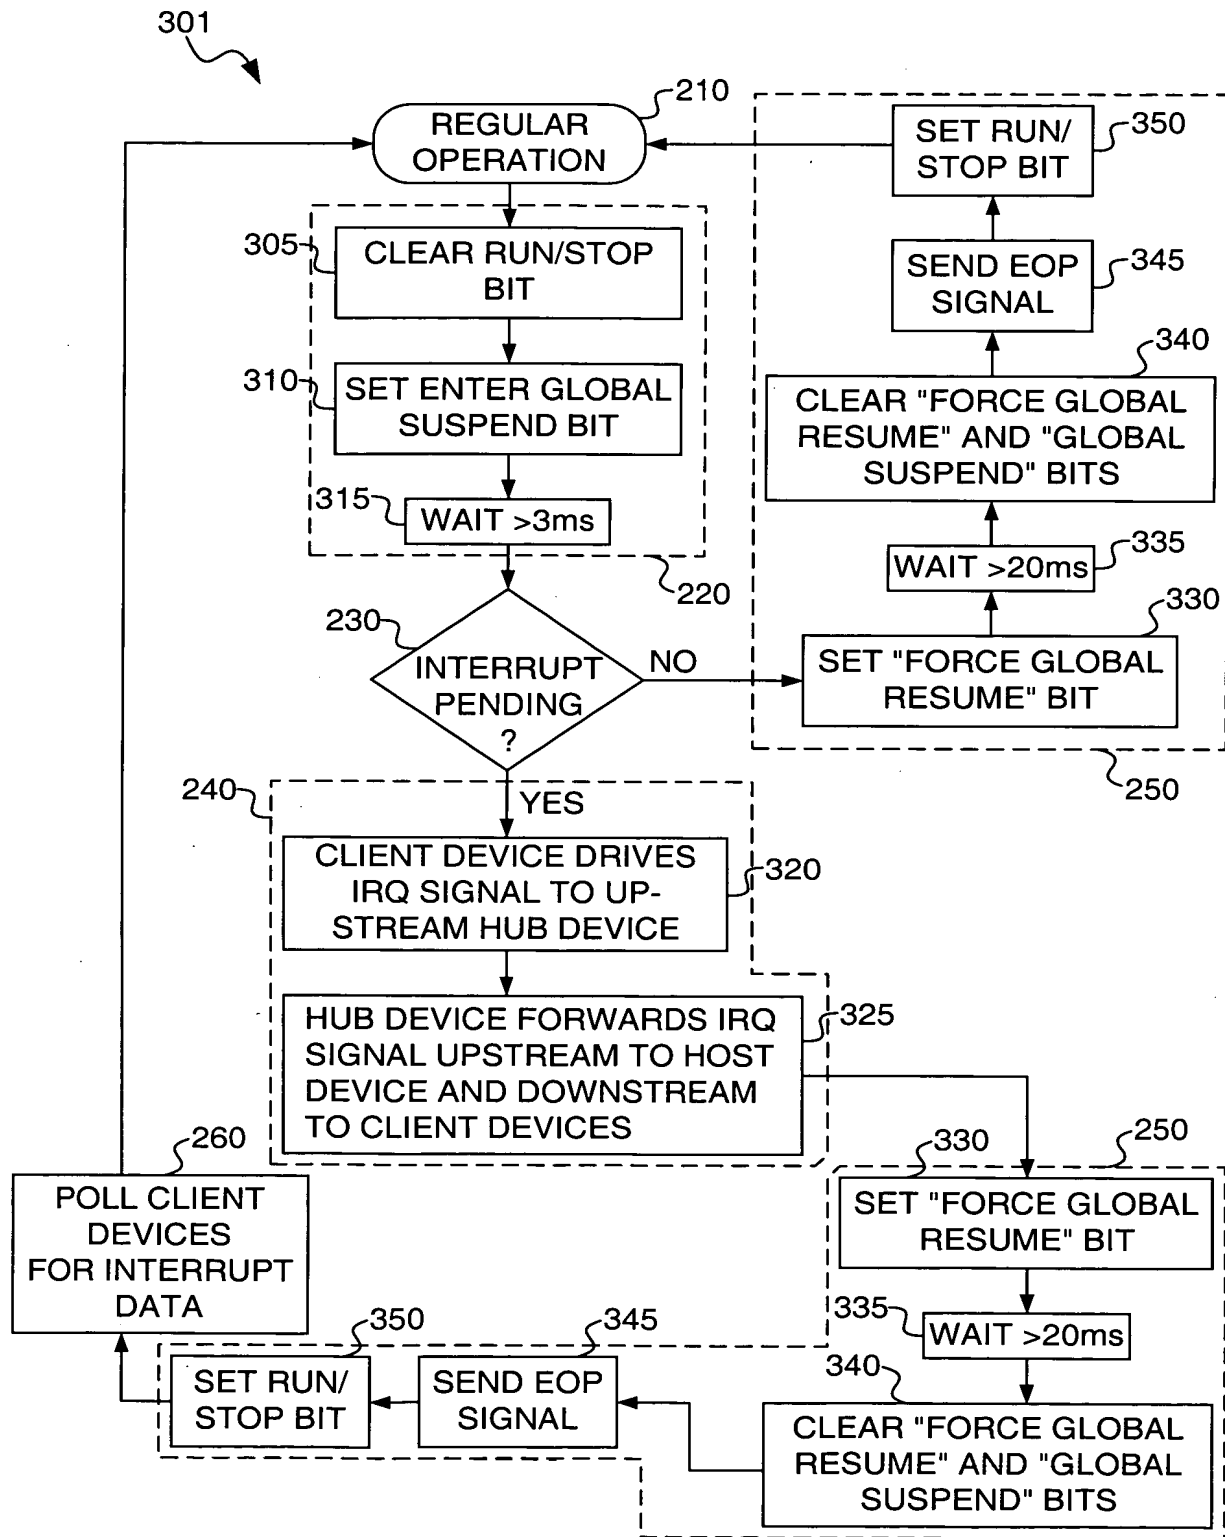 301
REGULAR
OPERATION
210
305
CLEAR RUN/STOP
BIT
310
SET ENTER GLOBAL
SUSPEND BIT
315
WAIT >3ms
220
230
INTERRUPT
PENDING
?
NO
YES
SET RUN/
STOP BIT
350
SEND EOP
SIGNAL
345
340
CLEAR "FORCE GLOBAL
RESUME" AND "GLOBAL
SUSPEND" BITS
335
WAIT >20ms
330
SET "FORCE GLOBAL
RESUME" BIT
250
240
CLIENT DEVICE DRIVES
IRQ SIGNAL TO UP-
STREAM HUB DEVICE
320
HUB DEVICE FORWARDS IRQ
SIGNAL UPSTREAM TO HOST
DEVICE AND DOWNSTREAM
TO CLIENT DEVICES
325
250
330
SET "FORCE GLOBAL
RESUME" BIT
335
WAIT >20ms
340
CLEAR "FORCE GLOBAL
RESUME" AND "GLOBAL
SUSPEND" BITS
345
SEND EOP
SIGNAL
350
SET RUN/
STOP BIT
260
POLL CLIENT
DEVICES
FOR INTERRUPT
DATA